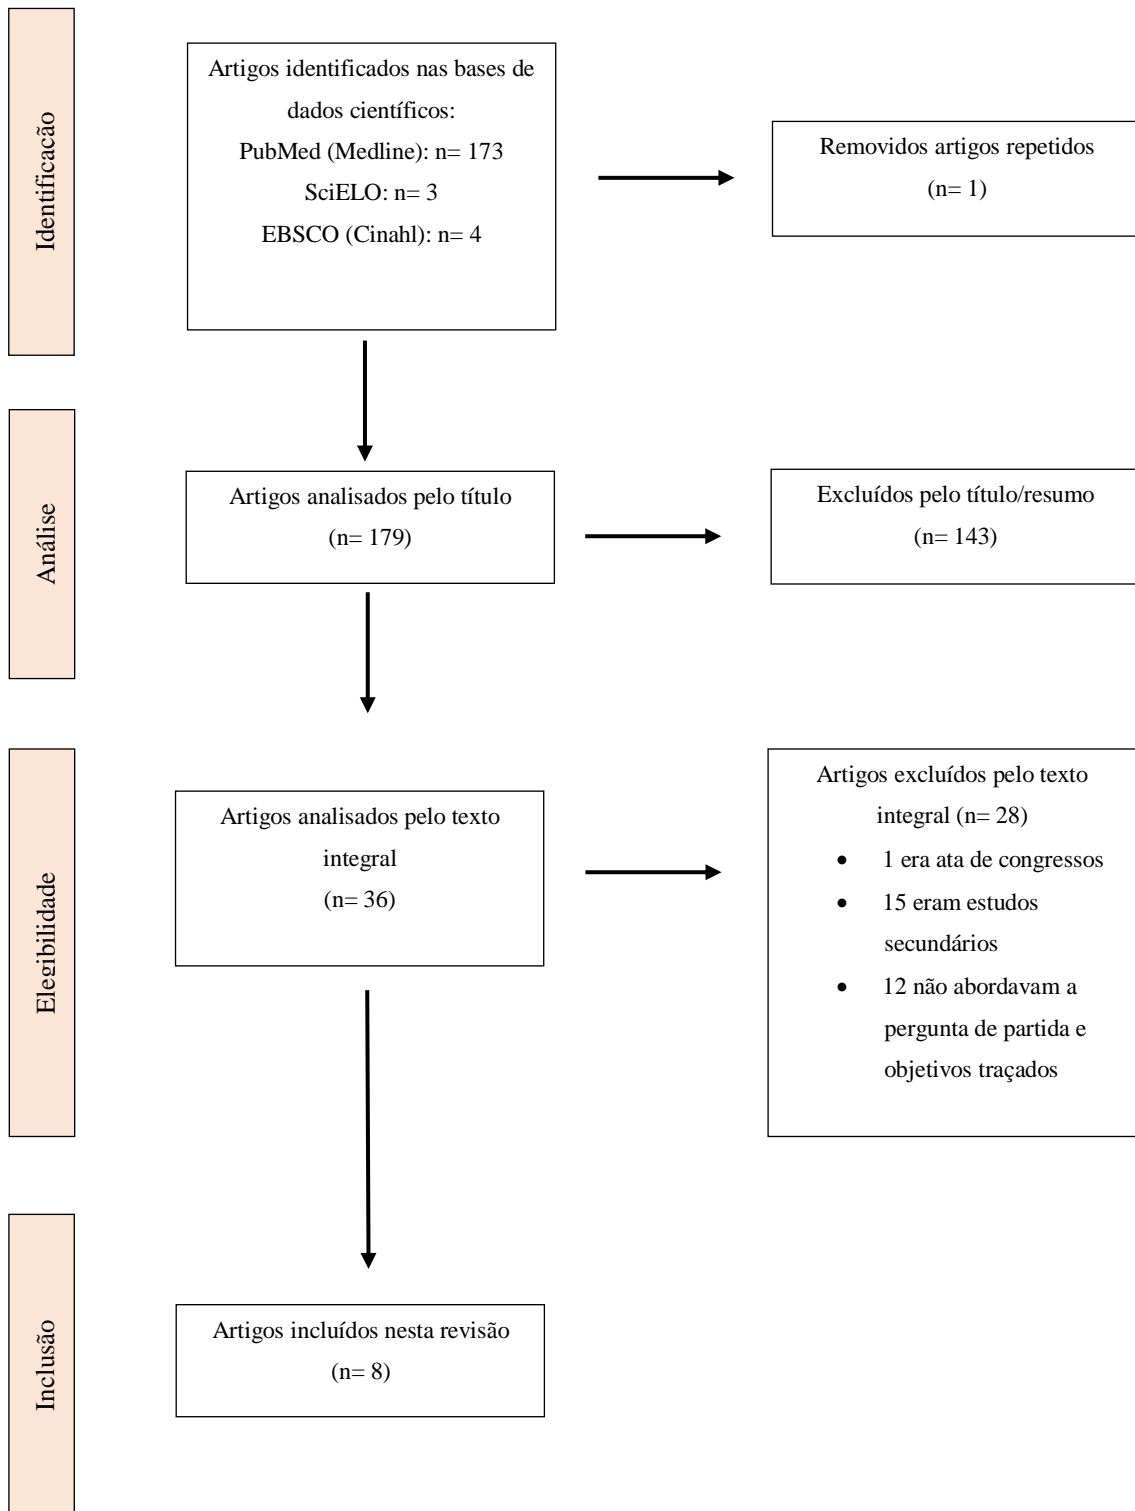 Identificação
Artigos identificados nas bases de
dados científicos:
PubMed (Medline): n= 173
SciELO: n= 3
EBSCO (Cinahl): n= 4
Removidos artigos repetidos
(n= 1)
Análise
Artigos analisados pelo título
(n= 179)
Excluídos pelo título/resumo
(n= 143)
Elegibilidade
Artigos analisados pelo texto
integral
(n= 36)
Artigos excluídos pelo texto
integral (n= 28)
• 1 era ata de congressos
• 15 eram estudos
secundários
• 12 não abordavam a
pergunta de partida e
objetivos traçados
Inclusão
Artigos incluídos nesta revisão
(n= 8)